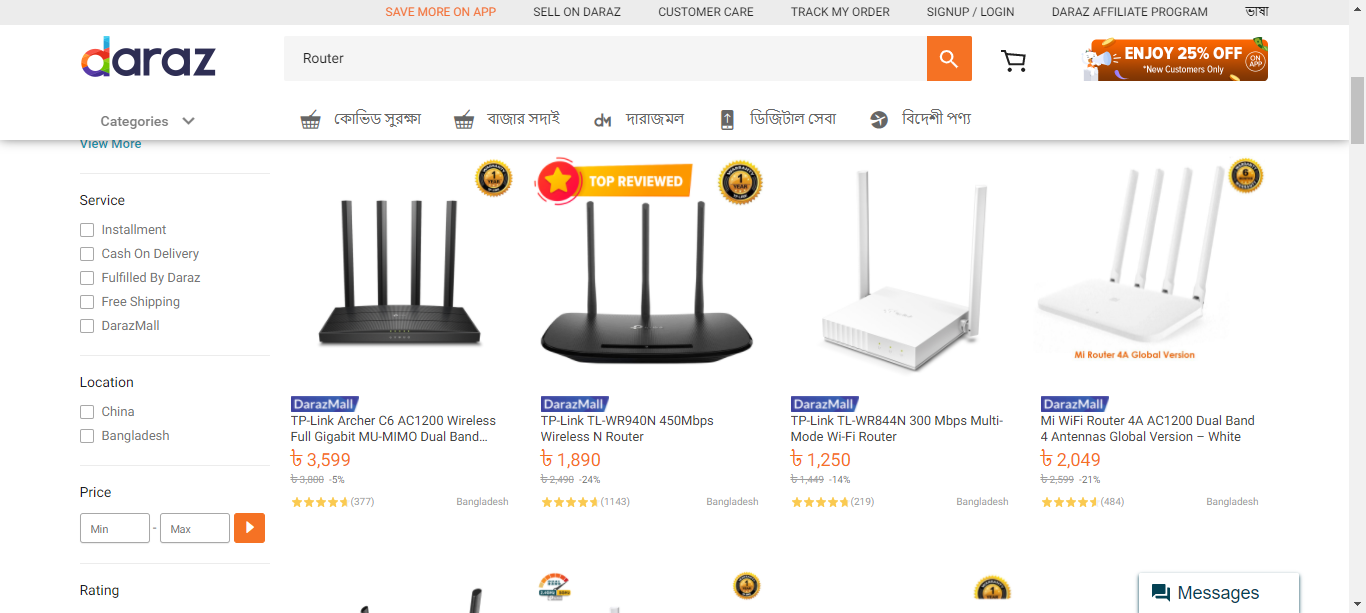 SAVE MORE ON APP SELL ON DARAZ CUSTOMER CARE TRACK MY ORDER SIGNUP / LOGIN DARAZ AFFILIATE PROGRAM ভাষা
daraz
Router
ENJOY 25% OFF
*New Customers Only
ON APP
Categories
কোভিড সুরক্ষা বাজার সদাই dm দারাজমল ডিজিটাল সেবা বিদেশী পণ্য
View More
Service
Installment
Cash On Delivery
Fulfilled By Daraz
Free Shipping
DarazMall
Location
China
Bangladesh
Price
Min - Max
Rating
1 YEAR
DarazMall
TP-Link Archer C6 AC1200 Wireless
Full Gigabit MU-MIMO Dual Band...
৳ 3,599
৳ 3,800 -5%
(377) Bangladesh
TOP REVIEWED
1 YEAR
DarazMall
TP-Link TL-WR940N 450Mbps
Wireless N Router
৳ 1,890
৳ 2,490 -24%
(1143) Bangladesh
DarazMall
TP-Link TL-WR844N 300 Mbps Multi-
Mode Wi-Fi Router
৳ 1,250
৳ 1,449 -14%
(219) Bangladesh
6
Mi Router 4A Global Version
DarazMall
Mi WiFi Router 4A AC1200 Dual Band
4 Antennas Global Version – White
৳ 2,049
৳ 2,599 -21%
(484) Bangladesh
1
1
Messages